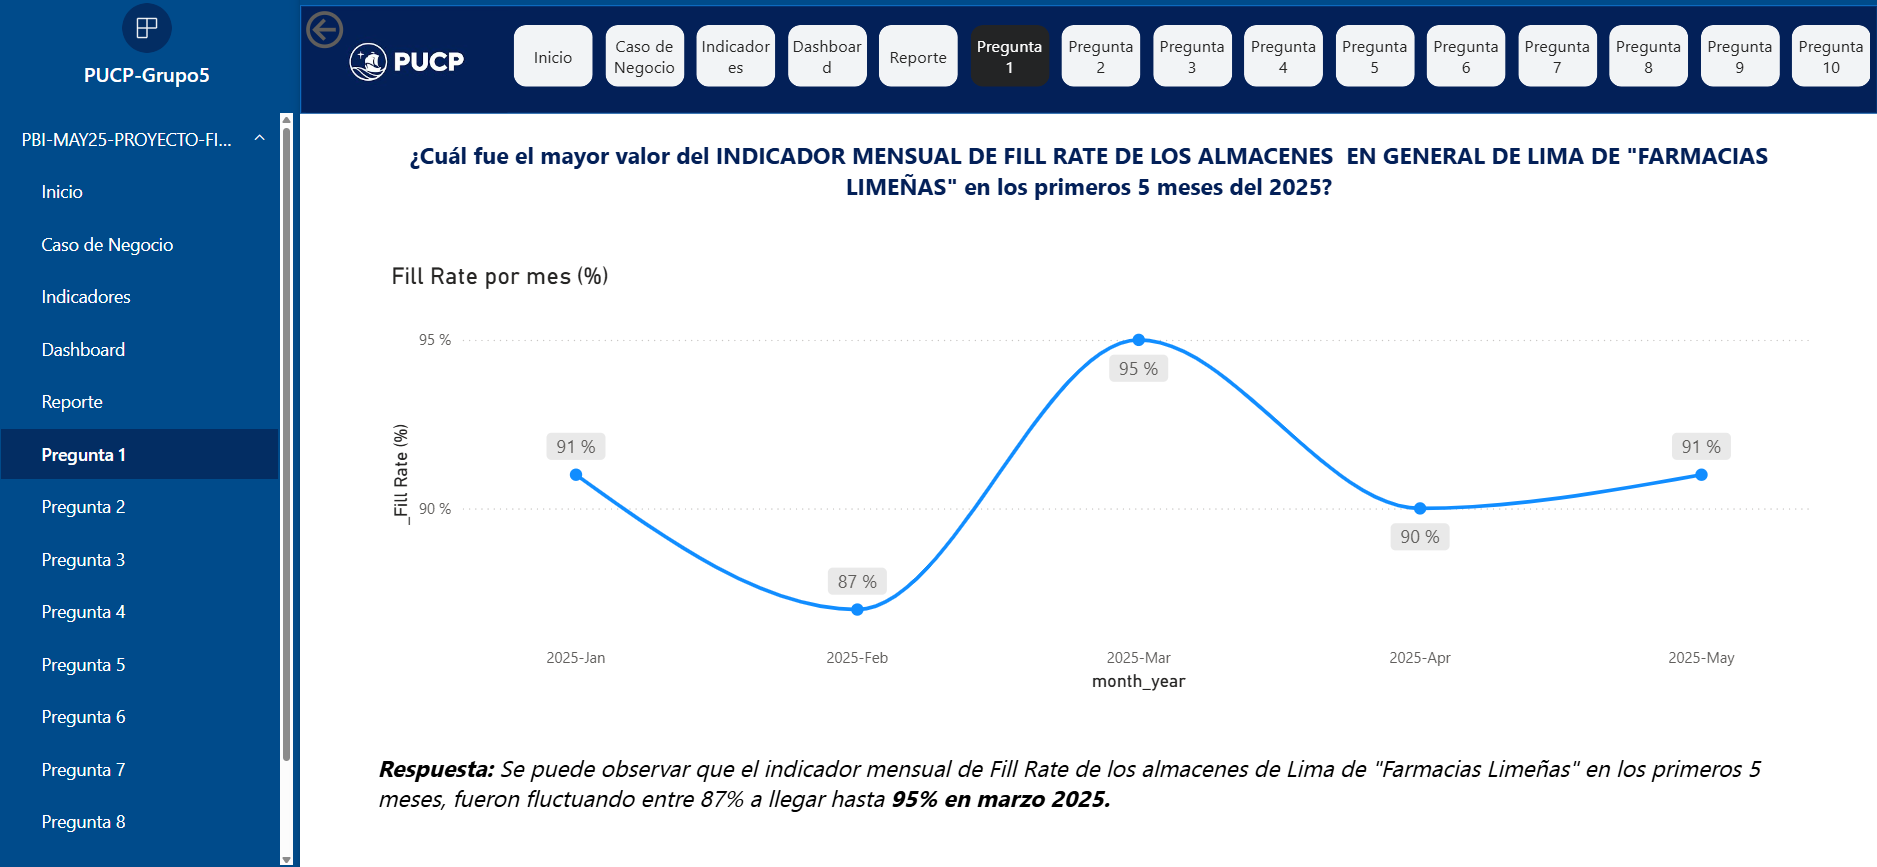 PUCP-Grupo5
PBI-MAY25-PROYECTO-FI...
Inicio
Caso de Negocio
Indicadores
Dashboard
Reporte
Pregunta 1
Pregunta 2
Pregunta 3
Pregunta 4
Pregunta 5
Pregunta 6
Pregunta 7
Pregunta 8
PUCP
Inicio
Caso de
Negocio
Indicador
es
Dashboar
d
Reporte
Pregunta
1
Pregunta
2
Pregunta
3
Pregunta
4
Pregunta
5
Pregunta
6
Pregunta
7
Pregunta
8
Pregunta
9
Pregunta
10
¿Cuál fue el mayor valor del INDICADOR MENSUAL DE FILL RATE DE LOS ALMACENES  EN GENERAL DE LIMA DE "FARMACIAS
LIMEÑAS" en los primeros 5 meses del 2025?
Fill Rate por mes (%)
_Fill Rate (%)
95 %
90 %
91 %
87 %
95 %
90 %
91 %
2025-Jan
2025-Feb
2025-Mar
2025-Apr
2025-May
month_year
Respuesta: Se puede observar que el indicador mensual de Fill Rate de los almacenes de Lima de "Farmacias Limeñas" en los primeros 5
meses, fueron fluctuando entre 87% a llegar hasta 95% en marzo 2025.